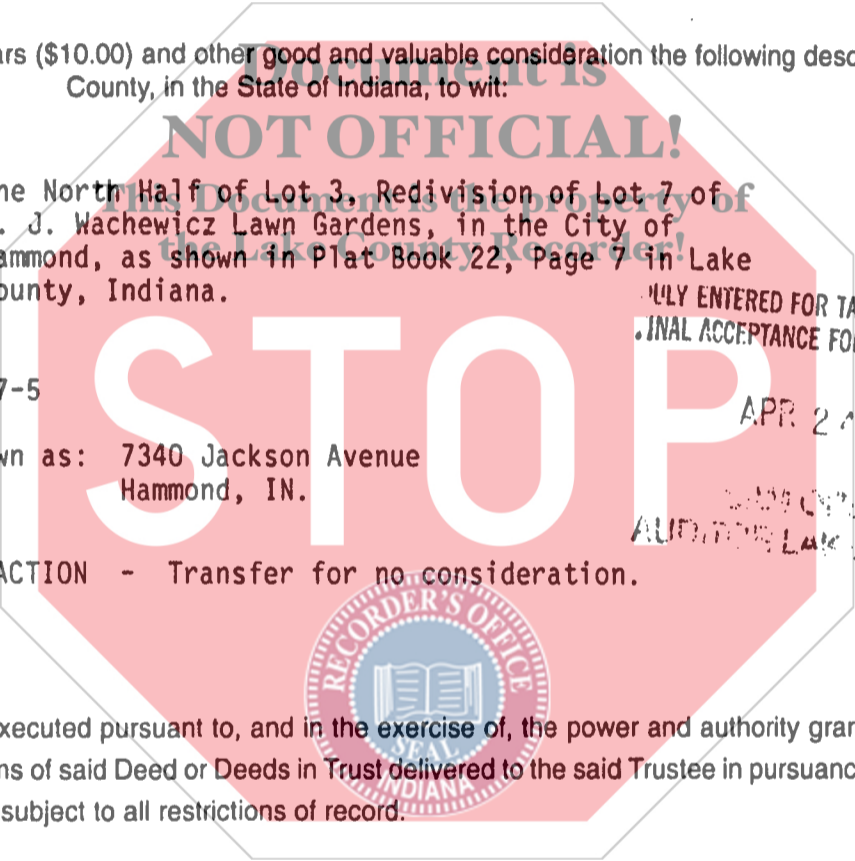 ars ($10.00) and other good and valuable consideration the following desc
County, in the State of Indiana, to wit:
Document is
NOT OFFICIAL!
This Document is the property of
the Lake County Recorder!
ne North Half of Lot 3, Redivision of Lot 7 of
. J. Wachewicz Lawn Gardens, in the City of
ammond, as shown in Plat Book 22, Page 7 in Lake
ounty, Indiana.
ULY ENTERED FOR TA
INAL ACCEPTANCE FO
STOP
7-5
APR 2
wn as: 7340 Jackson Avenue
Hammond, IN.
AUDITOR LAK
ACTION - Transfer for no consideration.
RECORDER'S OFFICE
SEAL
INDIANA
xecuted pursuant to, and in the exercise of, the power and authority gran
ns of said Deed or Deeds in Trust delivered to the said Trustee in pursuanc
subject to all restrictions of record.